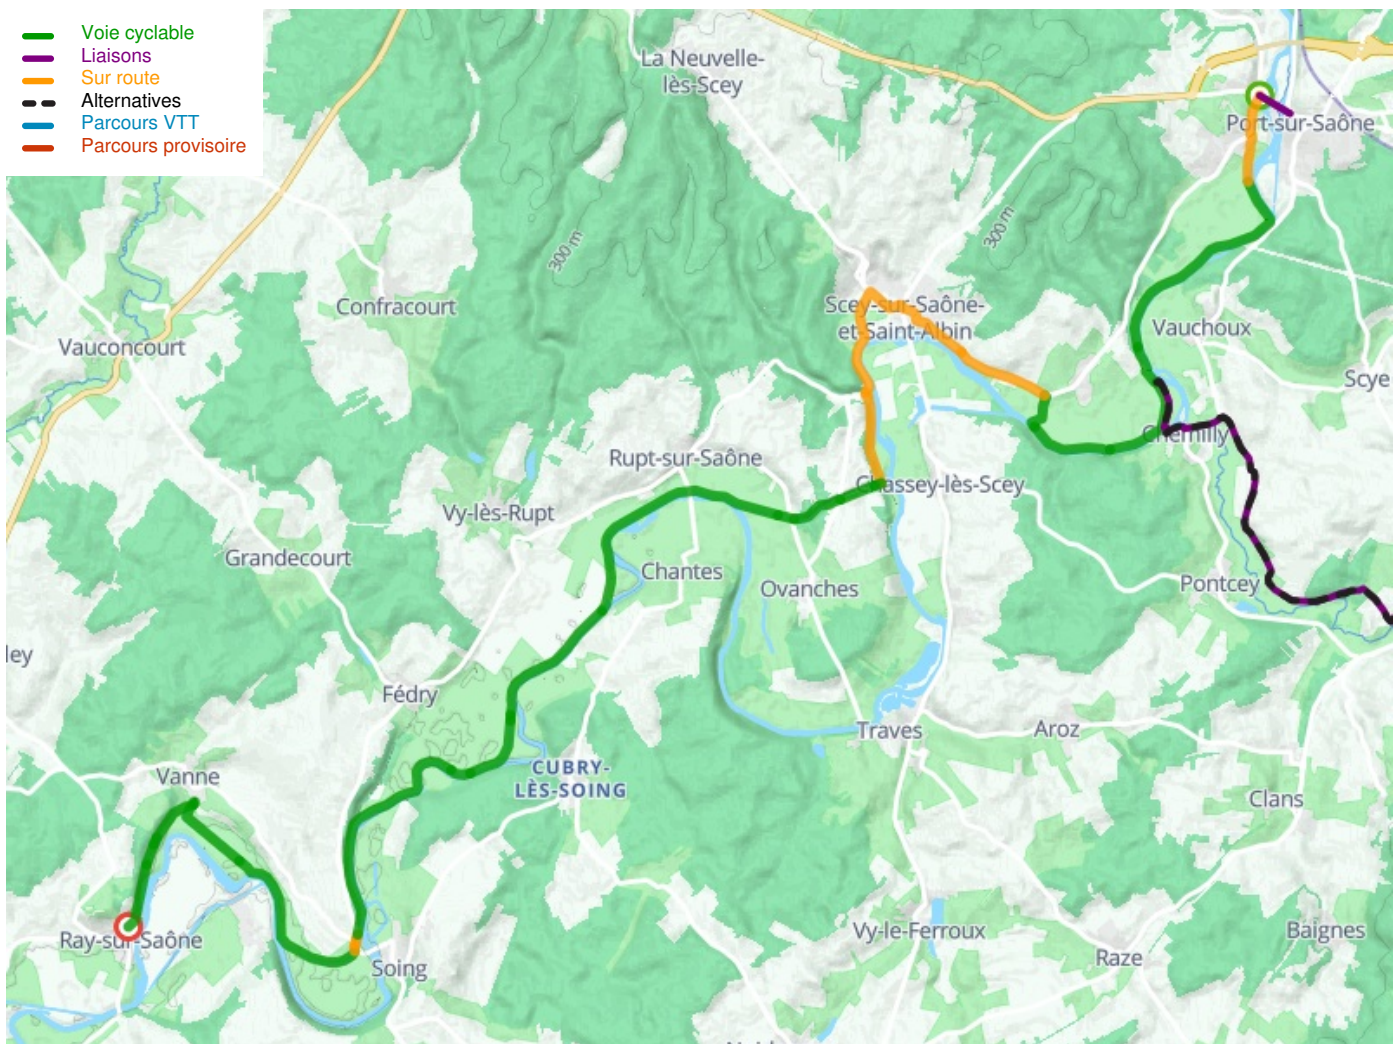 Voie cyclable
Liaisons
Sur route
Alternatives
Parcours VTT
Parcours provisoire
La Neuvelle-
lès-Scey
Port-sur-Saône
300 m
300 m
Confracourt
Scey-sur-Saône-
et-Saint-Albin
Vauchoux
Vauconcourt
Scye
Chemilly
Rupt-sur-Saône
Chassey-lès-Scey
Vy-lès-Rupt
Grandecourt
Chantes
Ovanches
Pontcey
ley
Fédry
Traves
Aroz
Vanne
CUBRY-
LÈS-SOING
Clans
Ray-sur-Saône
Vy-le-Ferroux
Baignes
Raze
Soing